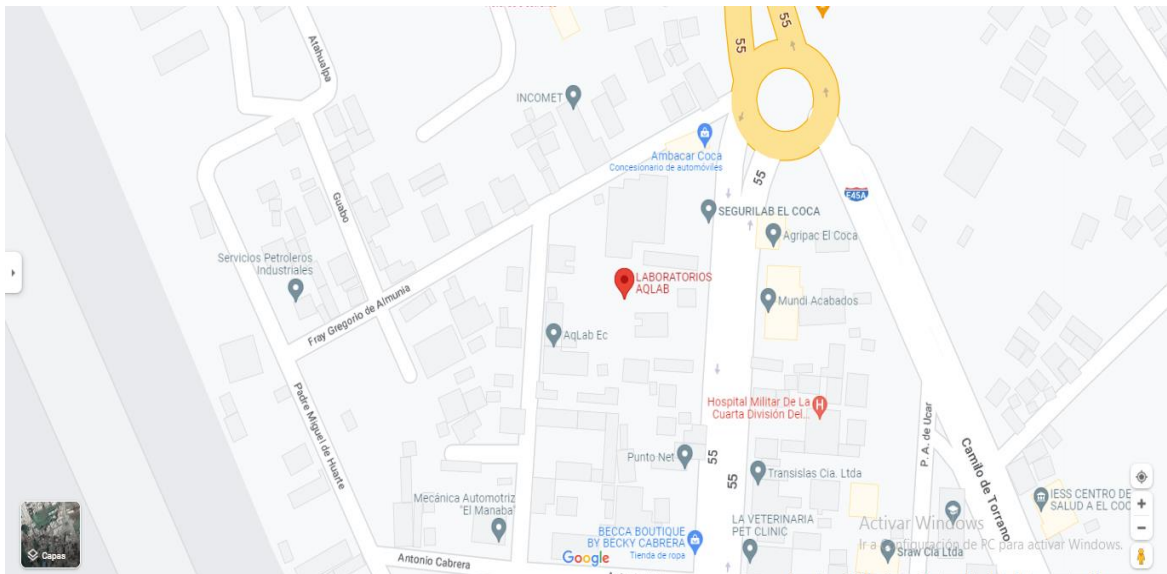 55
55
Atahualpa
INCOMET
Ambacar Coca
Concesionario de automóviles
55
E45A
SEGURILAB EL COCA
Guabo
Agripac El Coca
Servicios Petroleros
Industriales
LABORATORIOS
AQLAB
Fray Gregorio de Almunia
Mundi Acabados
AqLab Ec
Padre Miguel de Huarte
Hospital Militar De La
Cuarta División Del...
P. A. de Ucar
Camilo de Torrano
Punto Net
55
55
Transislas Cia. Ltda
Mecánica Automotriz
"El Manaba"
IESS CENTRO DE
SALUD A EL COC
LA VETERINARIA
PET CLINIC
Activar Windows
Ir a Configuración de PC para activar Windows.
BECCA BOUTIQUE
BY BECKY CABRERA
Tienda de ropa
Sraw Cia Ltda
Capas
Google
Antonio Cabrera